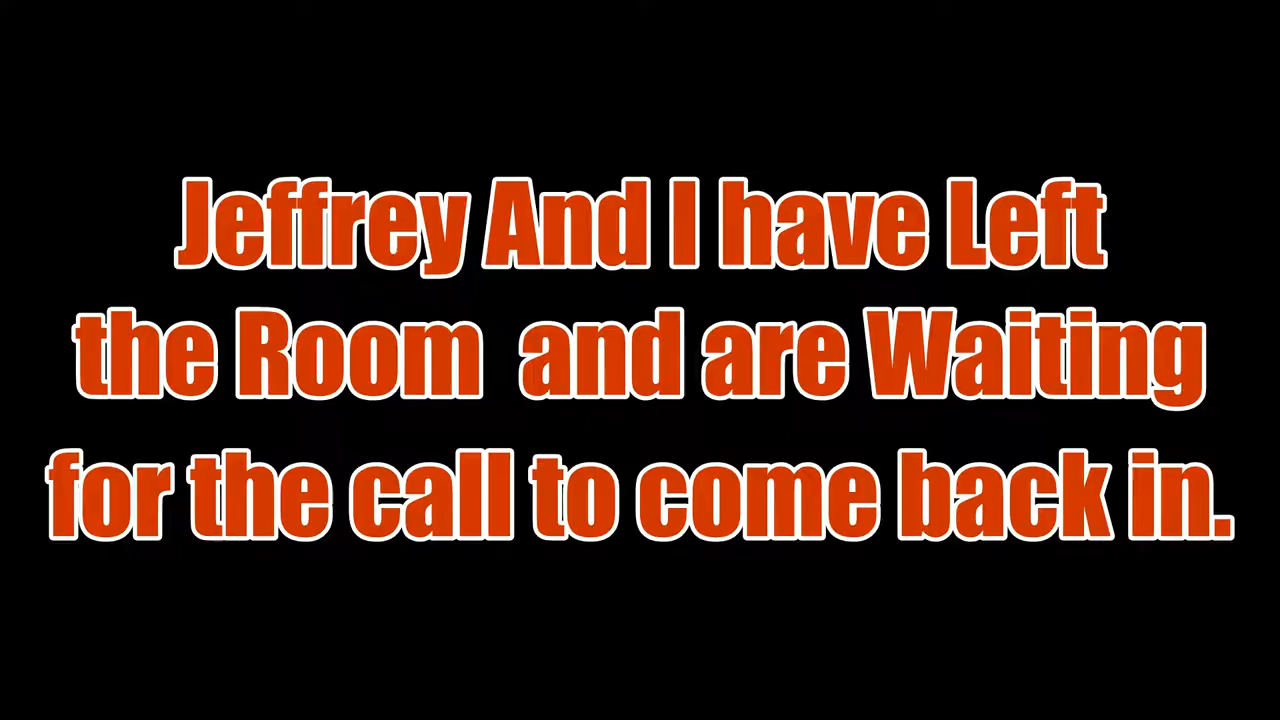 Jeffrey And I have Left
the Room  and are Waiting
for the call to come back in.